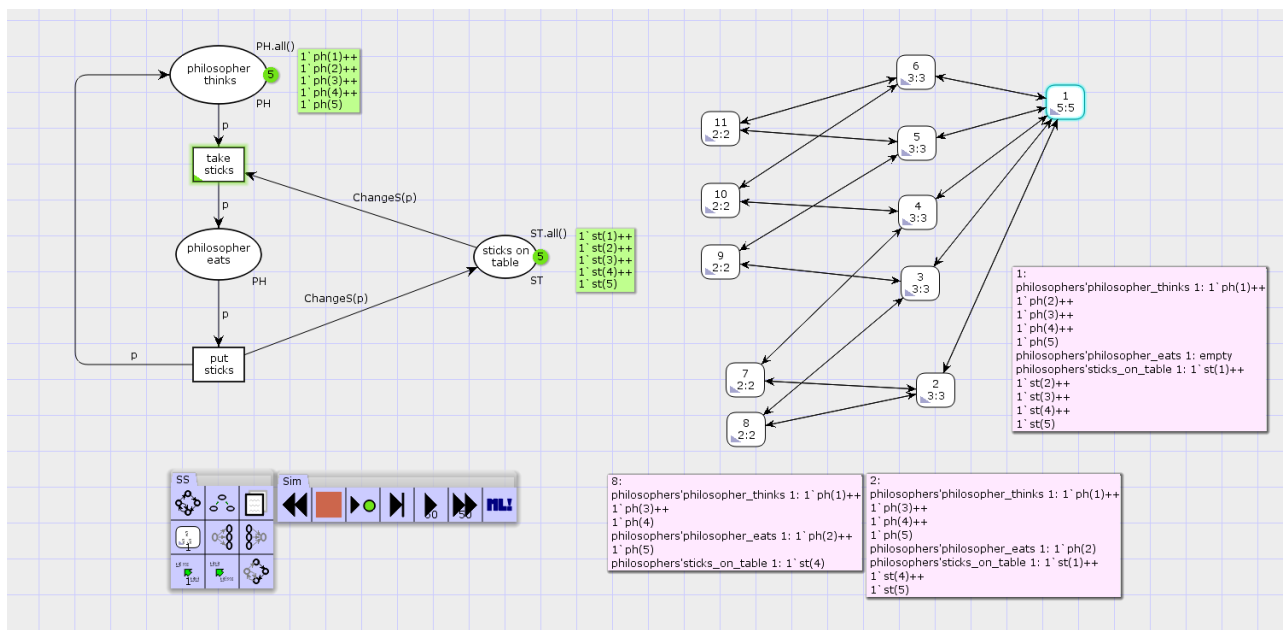 PH.all()
philosopher
thinks
5
1`ph(1)++
1`ph(2)++
1`ph(3)++
1`ph(4)++
1`ph(5)
PH
p
take
sticks
p
ChangeS(p)
philosopher
eats
PH
ST.all()
sticks on
table
5
1`st(1)++
1`st(2)++
1`st(3)++
1`st(4)++
1`st(5)
ST
ChangeS(p)
p
p
put
sticks
6
3:3
1
5:5
11
2:2
5
3:3
10
2:2
4
3:3
9
2:2
3
3:3
7
2:2
2
3:3
8
2:2
1:
philosophers'philosopher_thinks 1: 1`ph(1)++
1`ph(2)++
1`ph(3)++
1`ph(4)++
1`ph(5)
philosophers'philosopher_eats 1: empty
philosophers'sticks_on_table 1: 1`st(1)++
1`st(2)++
1`st(3)++
1`st(4)++
1`st(5)
SS
1
1
Sim
50
ML!
8:
philosophers'philosopher_thinks 1: 1`ph(1)++
1`ph(3)++
1`ph(4)
philosophers'philosopher_eats 1: 1`ph(2)++
1`ph(5)
philosophers'sticks_on_table 1: 1`st(4)
2:
philosophers'philosopher_thinks 1: 1`ph(1)++
1`ph(3)++
1`ph(4)++
1`ph(5)
philosophers'philosopher_eats 1: 1`ph(2)
philosophers'sticks_on_table 1: 1`st(1)++
1`st(4)++
1`st(5)